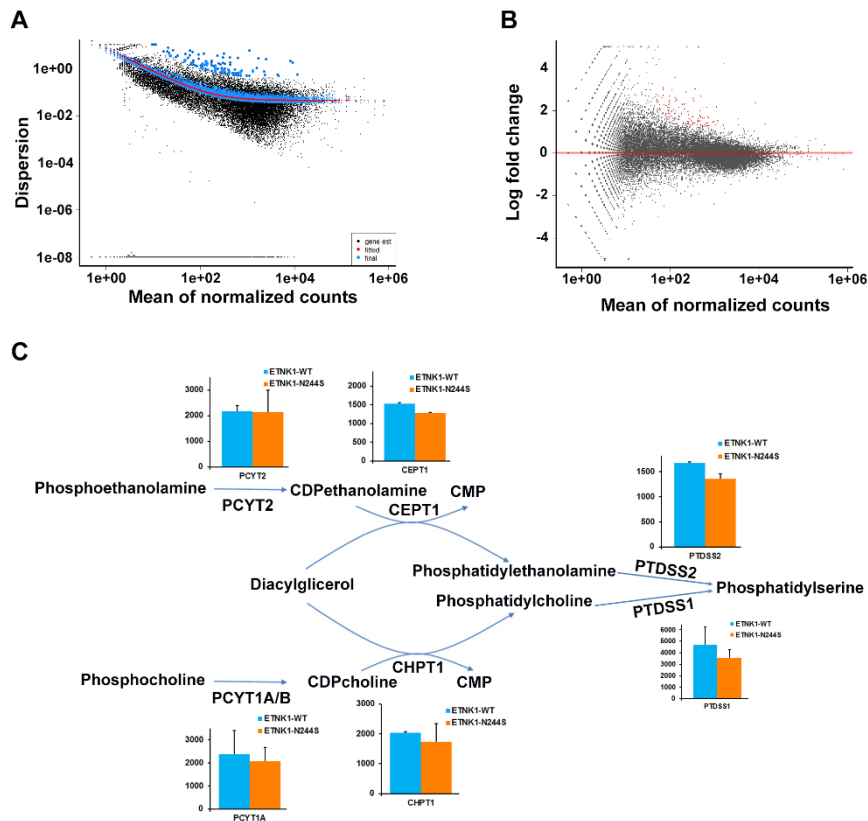 A
Dispersion
1e+00
1e-02
1e-04
1e-06
1e-08
gene est
fitted
final
1e+00 1e+02 1e+04 1e+06
Mean of normalized counts
B
Log fold change
4
2
0
-2
-4
1e+00 1e+02 1e+04 1e+06
Mean of normalized counts
C
ETNK1-WT
ETNK1-N244S
3000
2000
1000
0
PCYT2
ETNK1-WT
ETNK1-N244S
2000
1500
1000
500
0
CEPT1
ETNK1-WT
ETNK1-N244S
1500
1000
500
0
PTDSS2
Phosphoethanolamine
PCYT2
CDPethanolamine
CMP
CEPT1
Diacylglicerol
Phosphatidylethanolamine
PTDSS2
Phosphatidylserine
Phosphatidylcholine
PTDSS1
CHPT1
Phosphocholine
PCYT1A/B
CDPcholine
CMP
ETNK1-WT
ETNK1-N244S
6000
5000
4000
3000
2000
1000
0
PTDSS1
ETNK1-WT
ETNK1-N244S
3000
2000
1000
0
PCYT1A
ETNK1-WT
ETNK1-N244S
3000
2000
1000
0
CHPT1